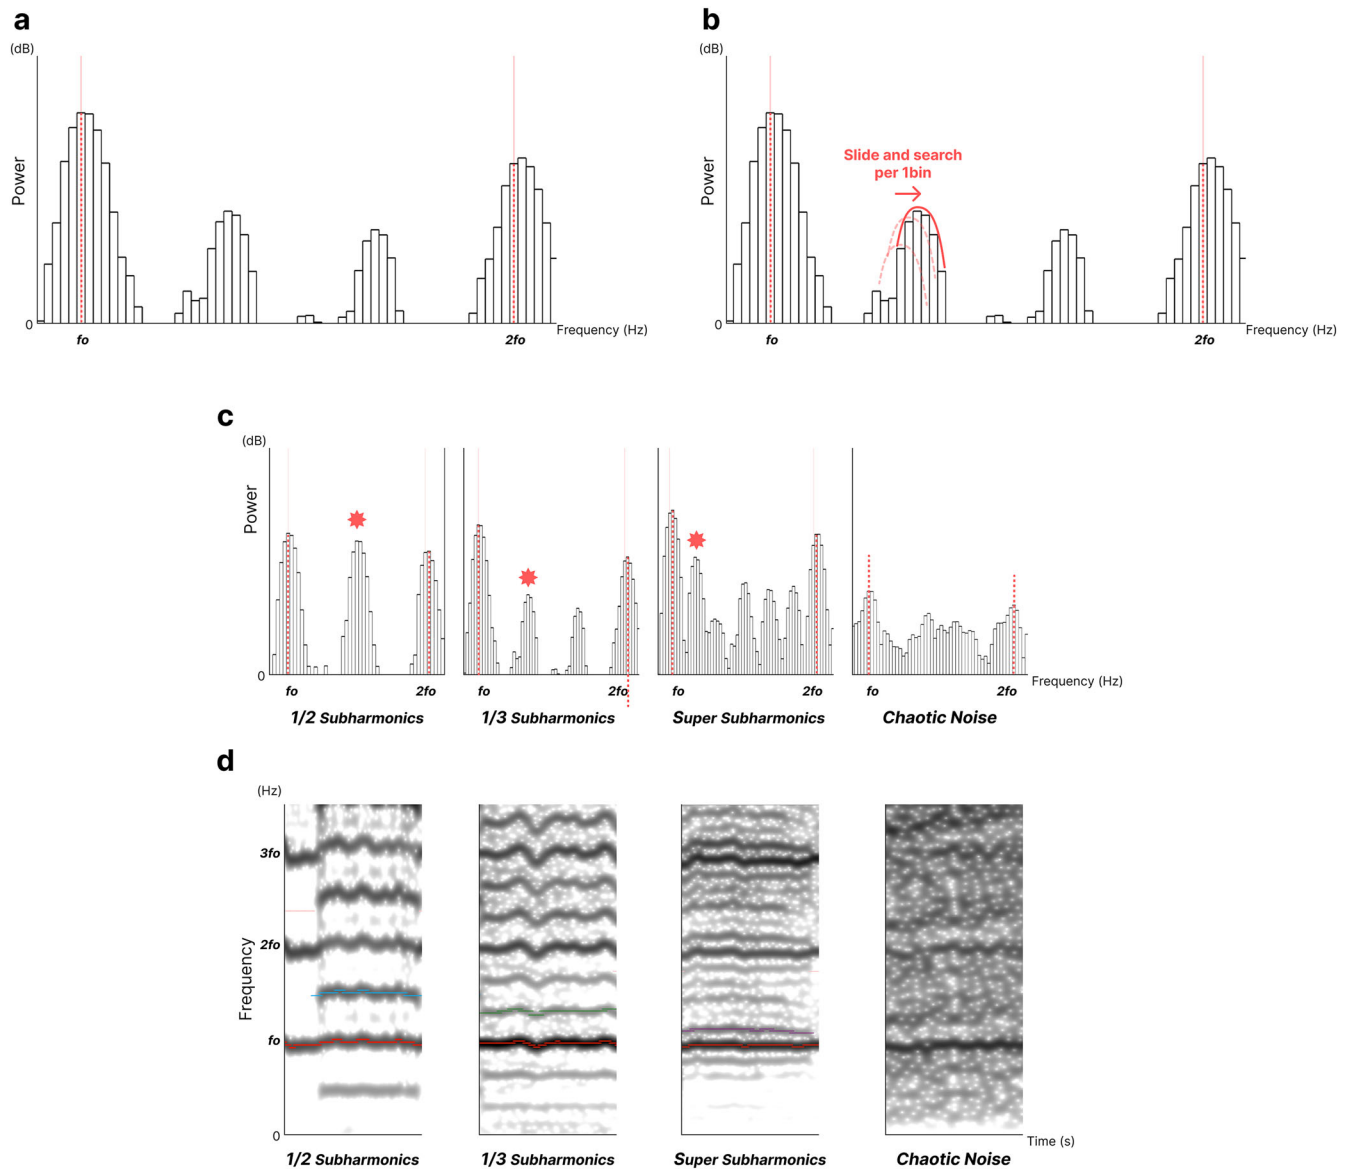 a
(dB)
Power
0
fo
2fo
Frequency (Hz)
b
(dB)
Slide and search
per 1bin
Power
0
fo
2fo
Frequency (Hz)
c
(dB)
Power
0
fo
2fo
fo
2fo
fo
2fo
fo
2fo
Frequency (Hz)
1/2 Subharmonics
1/3 Subharmonics
Super Subharmonics
Chaotic Noise
d
(Hz)
3fo
2fo
Frequency
fo
0
Time (s)
1/2 Subharmonics
1/3 Subharmonics
Super Subharmonics
Chaotic Noise